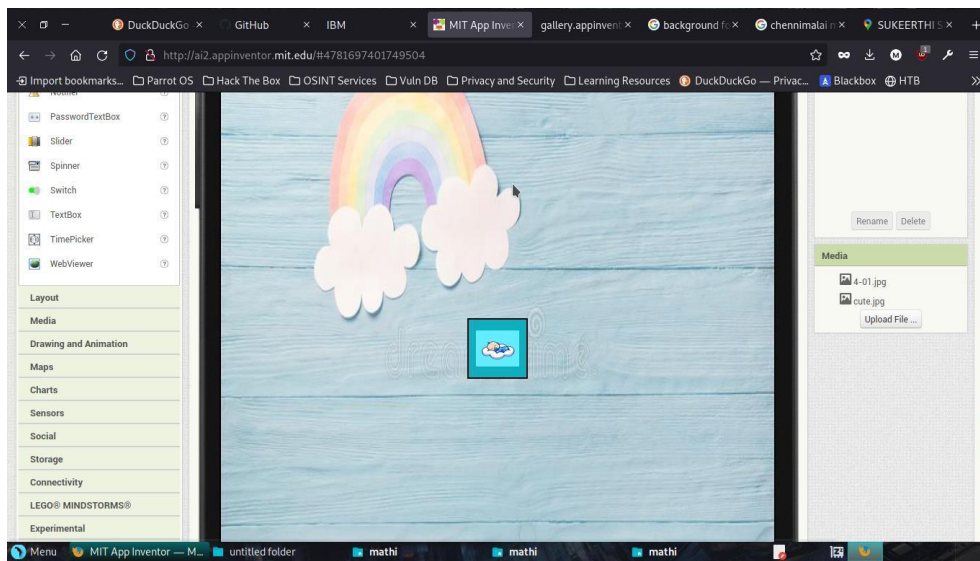 DuckDuckGo
GitHub
IBM
MIT App Inver
gallery.appinvent
background fo
chennimalai n
SUKEERTHI S
http://ai2.appinventor.mit.edu/#4781697401749504
Import bookmarks... Parrot OS Hack The Box OSINT Services Vuln DB Privacy and Security Learning Resources DuckDuckGo — Privac... Blackbox HTB
Notifier
PasswordTextBox
Slider
Spinner
Switch
TextBox
TimePicker
WebViewer
Layout
Media
Drawing and Animation
Maps
Charts
Sensors
Social
Storage
Connectivity
LEGO® MINDSTORMS®
Experimental
dreamstime
Rename Delete
Media
4-01.jpg
cute.jpg
Upload File ...
Menu MIT App Inventor — M... untitled folder mathi mathi mathi